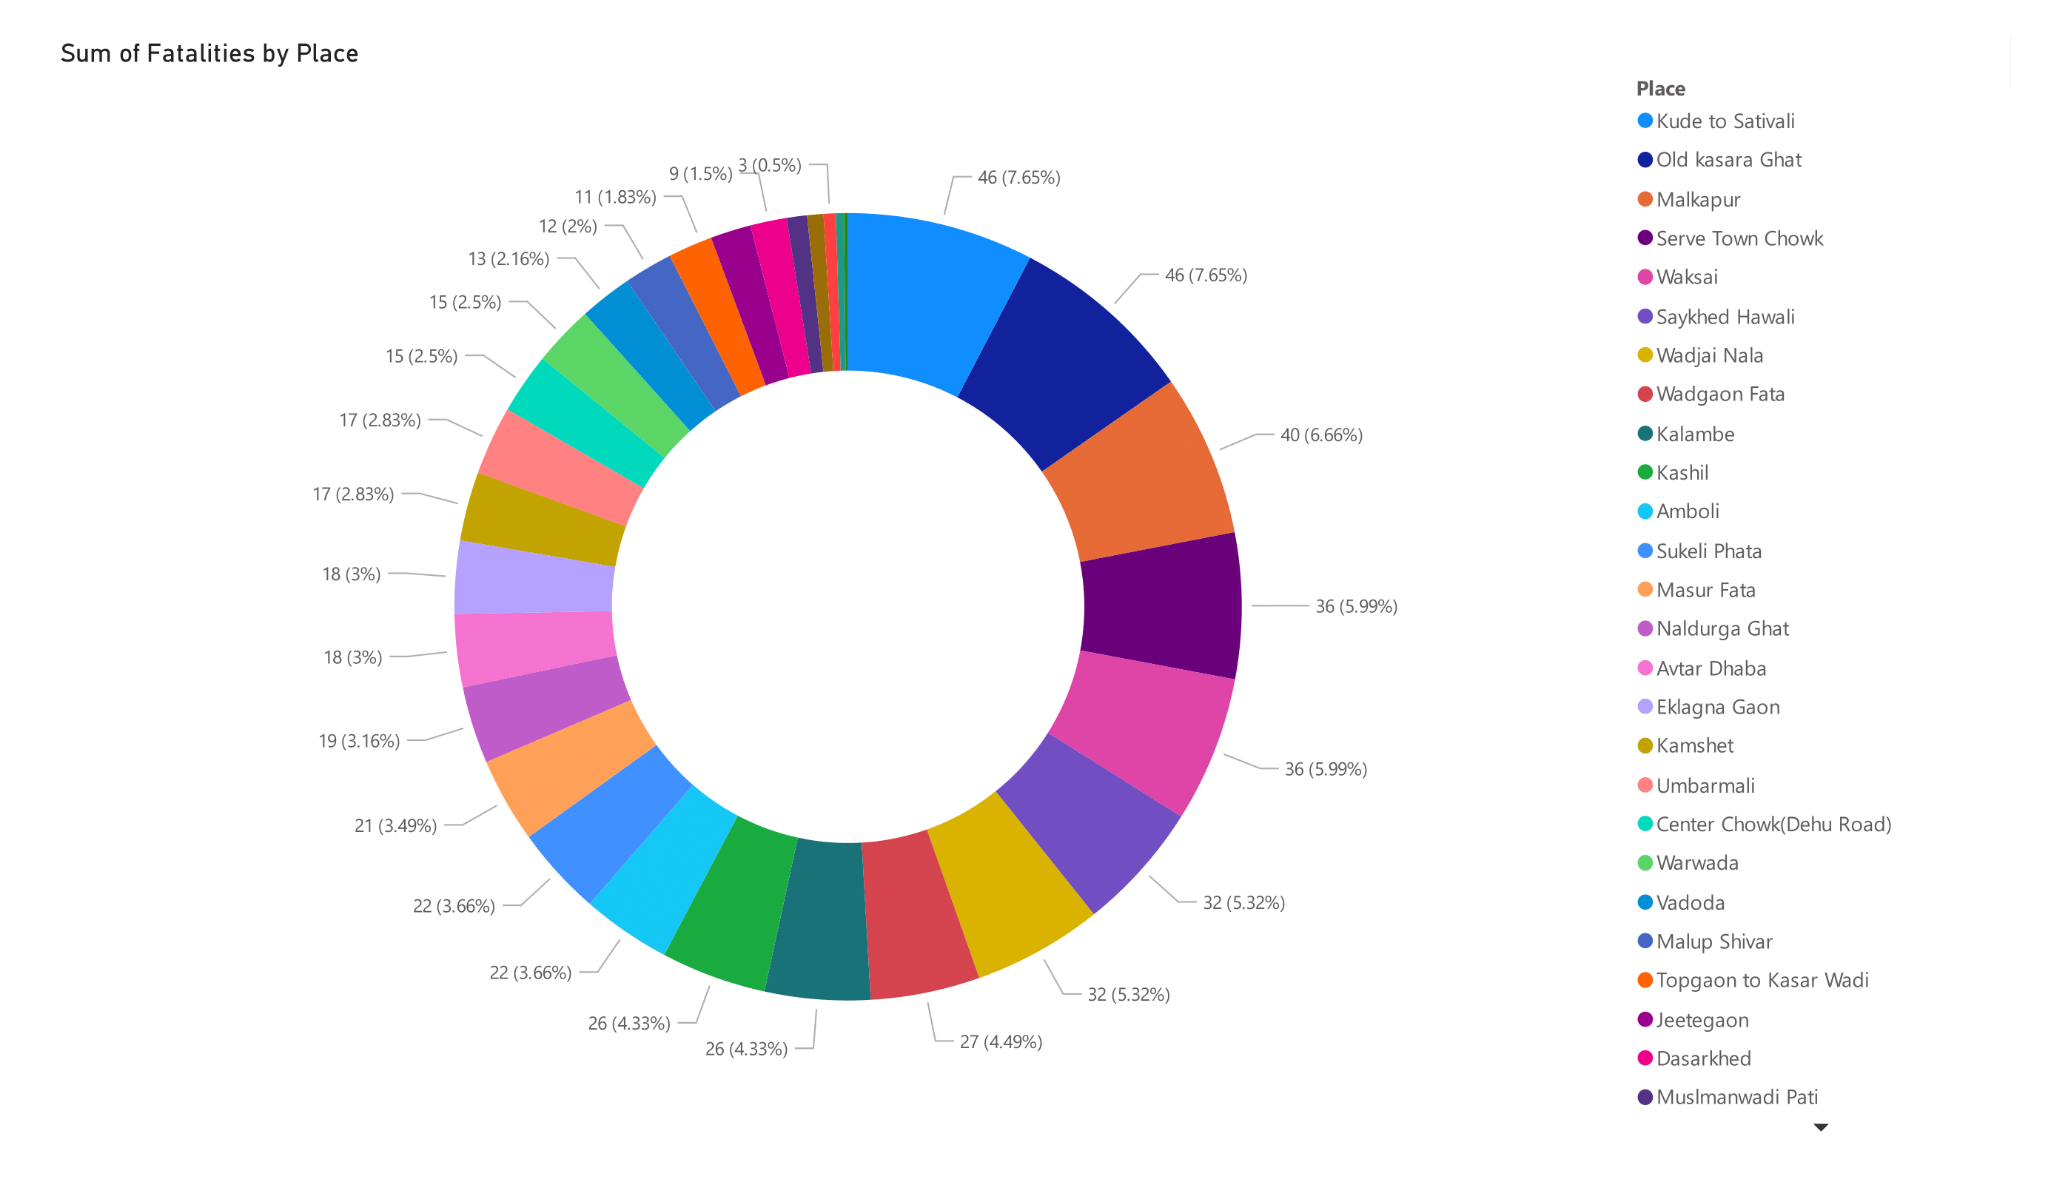 Sum of Fatalities by Place
3 (0.5%)
9 (1.5%)
11 (1.83%)
12 (2%)
13 (2.16%)
15 (2.5%)
15 (2.5%)
17 (2.83%)
17 (2.83%)
18 (3%)
18 (3%)
19 (3.16%)
21 (3.49%)
22 (3.66%)
22 (3.66%)
26 (4.33%)
26 (4.33%)
27 (4.49%)
32 (5.32%)
32 (5.32%)
36 (5.99%)
36 (5.99%)
40 (6.66%)
46 (7.65%)
46 (7.65%)
Place
Kude to Sativali
Old kasara Ghat
Malkapur
Serve Town Chowk
Waksai
Saykhed Hawali
Wadjai Nala
Wadgaon Fata
Kalambe
Kashil
Amboli
Sukeli Phata
Masur Fata
Naldurga Ghat
Avtar Dhaba
Eklagna Gaon
Kamshet
Umbarmali
Center Chowk(Dehu Road)
Warwada
Vadoda
Malup Shivar
Topgaon to Kasar Wadi
Jeetegaon
Dasarkhed
Muslmanwadi Pati